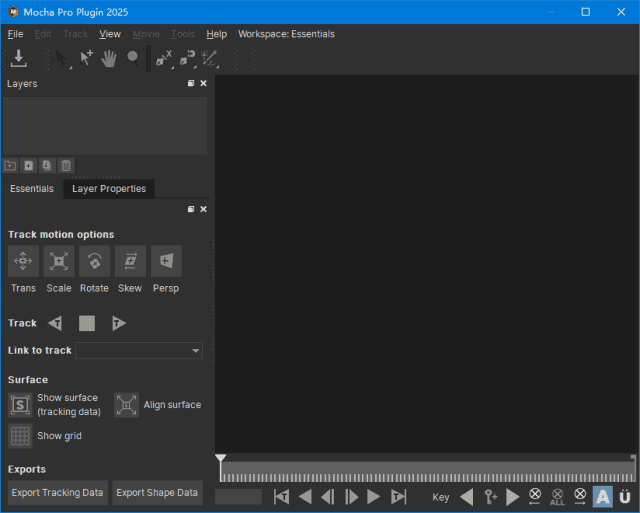 Mocha Pro Plugin 2025
File Edit Track View Movie Tools Help Workspace: Essentials
Layers
Essentials Layer Properties
Track motion options
Trans Scale Rotate Skew Persp
Track T T
Link to track
Surface
S Show surface
(tracking data)
Align surface
Show grid
Exports
Export Tracking Data Export Shape Data
T T Key ALL A Ü